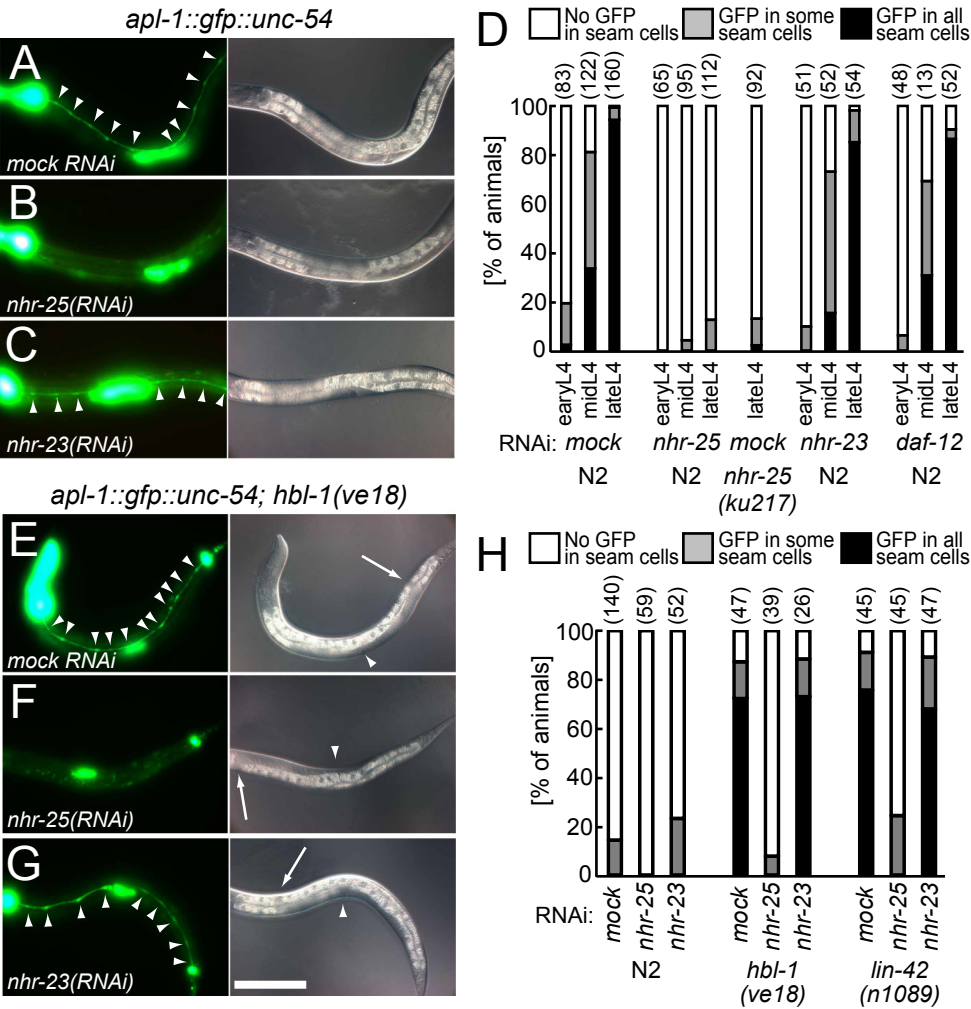 apl-1::gfp::unc-54
A
mock RNAi
B
nhr-25(RNAi)
C
nhr-23(RNAi)
apl-1::gfp::unc-54; hbl-1(ve18)
E
mock RNAi
F
nhr-25(RNAi)
G
nhr-23(RNAi)
D
No GFP in seam cells
GFP in some seam cells
GFP in all seam cells
(83) (122) (160) (65) (95) (112) (92) (51) (52) (54) (48) (13) (52)
[% of animals]
100
80
60
40
20
0
earyL4 midL4 lateL4 earyL4 midL4 lateL4 lateL4 earyL4 midL4 lateL4 earyL4 midL4 lateL4
RNAi: mock nhr-25 mock nhr-23 daf-12
N2 N2 nhr-25 N2 N2
(ku217)
H
No GFP in seam cells
GFP in some seam cells
GFP in all seam cells
(140) (59) (52) (47) (39) (26) (45) (45) (47)
[% of animals]
100
80
60
40
20
0
RNAi: mock nhr-25 nhr-23 mock nhr-25 nhr-23 mock nhr-25 nhr-23
N2 hbl-1 lin-42
(ve18) (n1089)